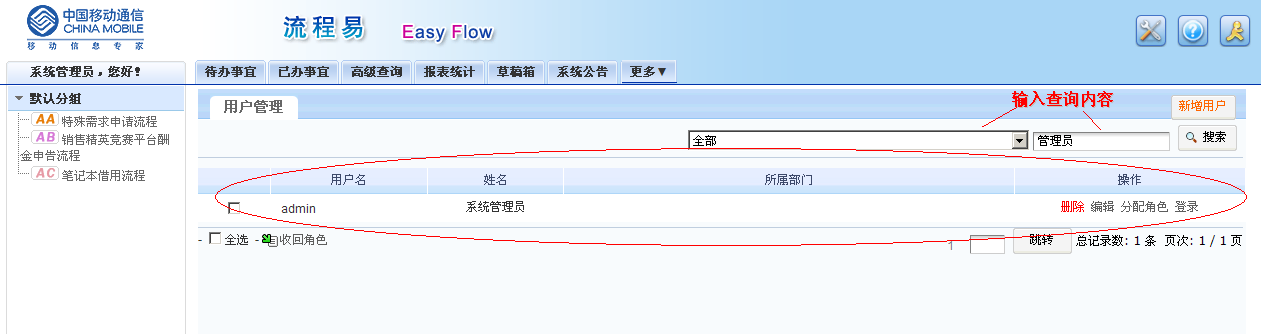 中国移动通信
CHINA MOBILE
移动信息专家
流程易 Easy Flow
系统管理员，您好！
待办事宜 已办事宜 高级查询 报表统计 草稿箱 系统公告 更多▼
默认分组
AA 特殊需求申请流程
AB 销售精英竞赛平台酬
金申告流程
AC 笔记本借用流程
用户管理
输入查询内容
新增用户
全部 管理员 搜索
用户名 姓名 所属部门 操作
admin 系统管理员 删除 编辑 分配角色 登录
- 全选 - 收回角色
1 跳转 总记录数: 1 条 页次: 1 / 1 页